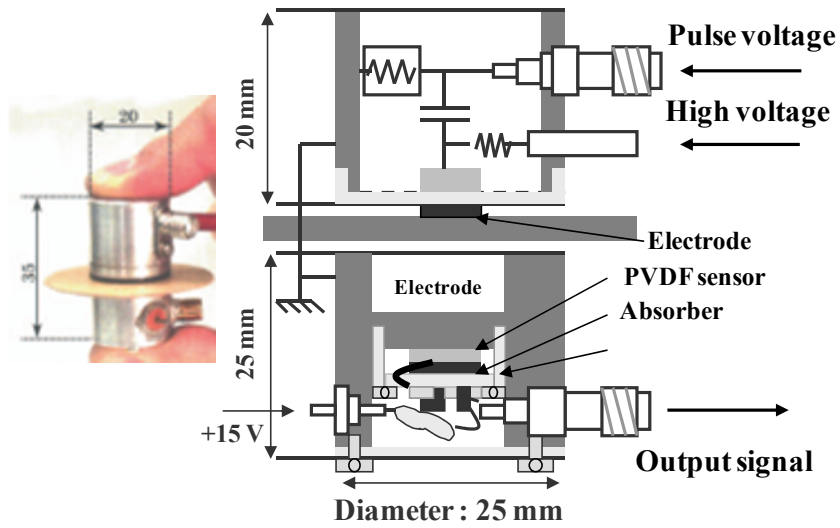 Pulse voltage
High voltage
20 mm
20
35
Electrode
PVDF sensor
Absorber
Electrode
25 mm
+15 V
Output signal
Diameter : 25 mm